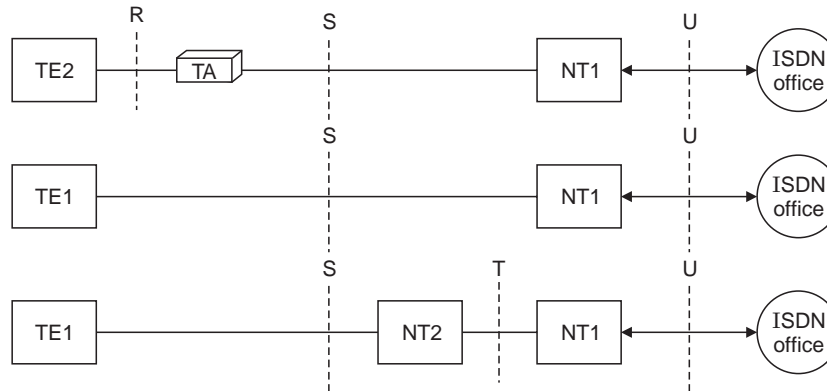 R
S
U
TE2
TA
NT1
ISDN
office
S
U
TE1
NT1
ISDN
office
S
T
U
TE1
NT2
NT1
ISDN
office